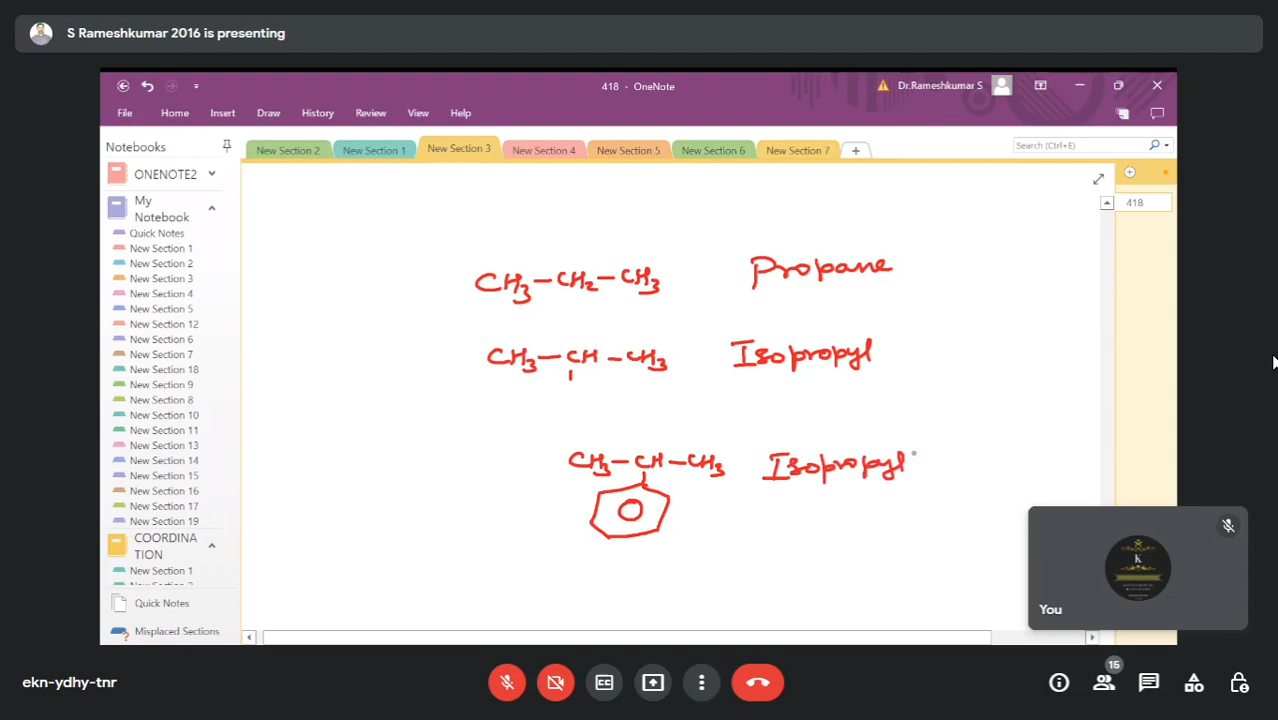 S Rameshkumar 2016 is presenting
418 - OneNote
Dr.Rameshkumar S
File Home Insert Draw History Review View Help
Notebooks
New Section 2 New Section 1 New Section 3 New Section 4 New Section 5 New Section 6 New Section 7 +
Search (Ctrl+E)
ONENOTE2
My
Notebook
Quick Notes
New Section 1
New Section 2
New Section 3
New Section 4
New Section 5
New Section 12
New Section 6
New Section 7
New Section 18
New Section 9
New Section 8
New Section 10
New Section 11
New Section 13
New Section 14
New Section 15
New Section 16
New Section 17
New Section 19
COORDINA
TION
New Section 1
New Section 2
Quick Notes
Misplaced Sections
418
CH3-CH2-CH3 Propane
CH3-CH-CH3 Isopropyl
CH3-CH-CH3 Isopropyl
K
You
ekn-ydhy-tnr
CC
15